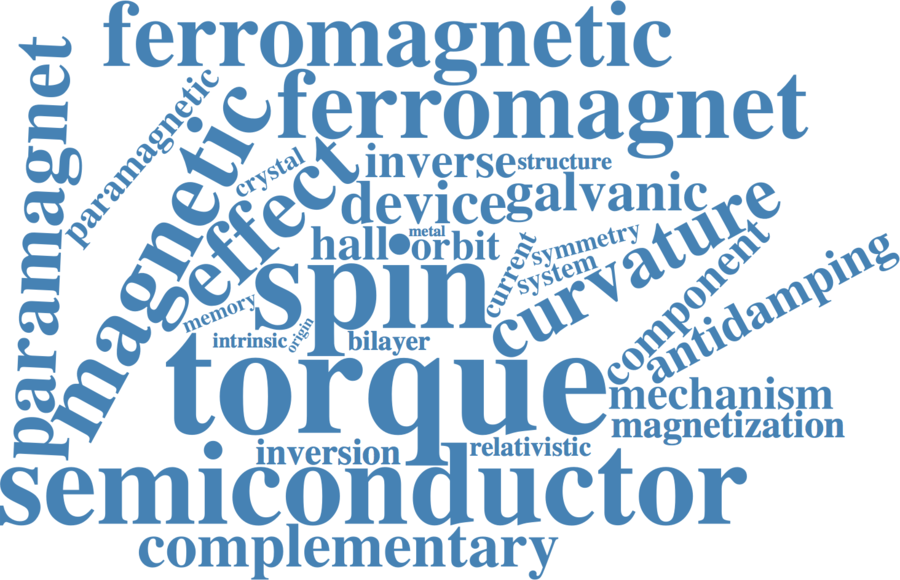 ferromagnetic
paramagnet
ferromagnet
paramagnetic
magnetic
crystal
effect
inverse
structure
device
galvanic
metal
hall
orbit
spin
current
symmetry
system
curvature
component
antidamping
memory
intrinsic
origin
bilayer
torque
mechanism
magnetization
inversion
relativistic
semiconductor
complementary